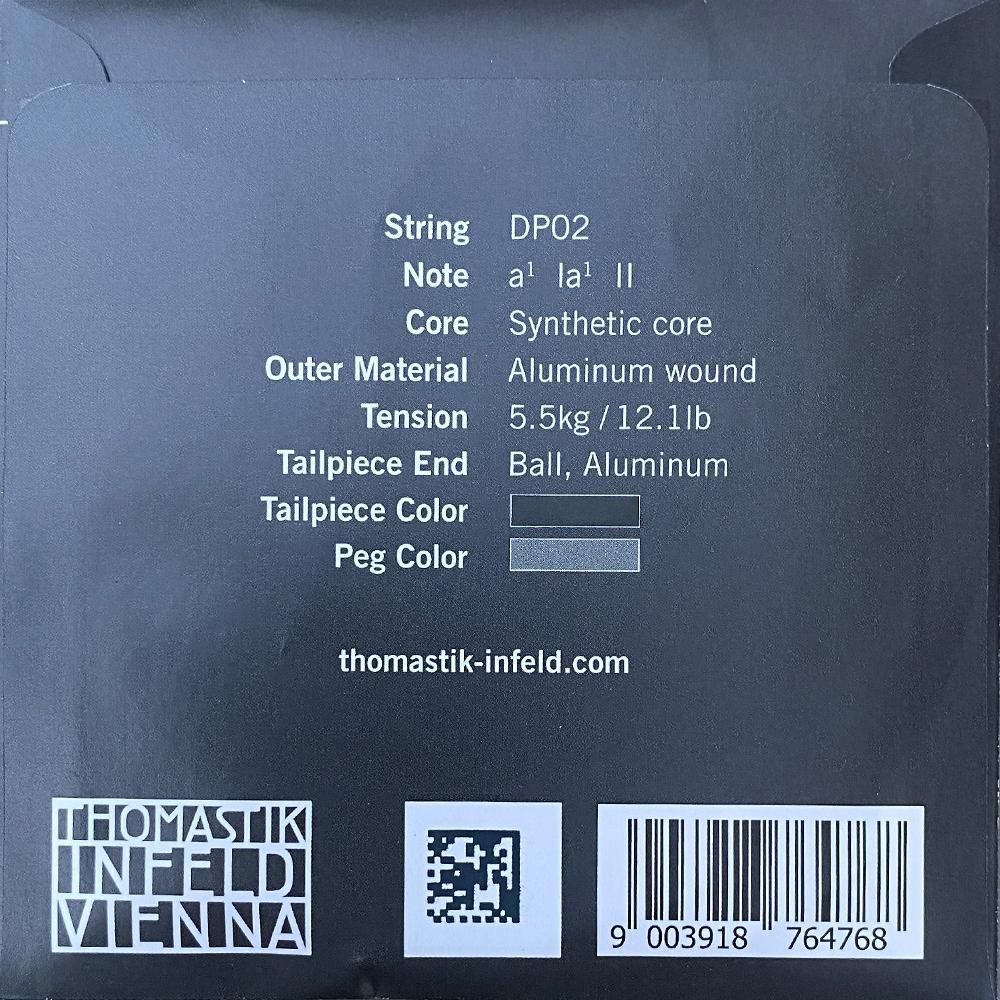 String DP02
Note a¹ la¹ II
Core Synthetic core
Outer Material Aluminum wound
Tension 5.5kg / 12.1lb
Tailpiece End Ball, Aluminum
Tailpiece Color
Peg Color
thomastik-infeld.com
THOMASTIK
INFELD
VIENNA
9 003918 764768